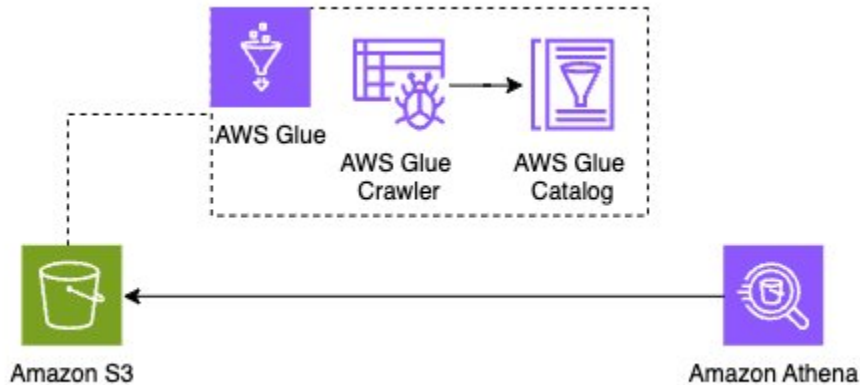 AWS Glue
AWS Glue
Crawler
AWS Glue
Catalog
Amazon S3
Amazon Athena